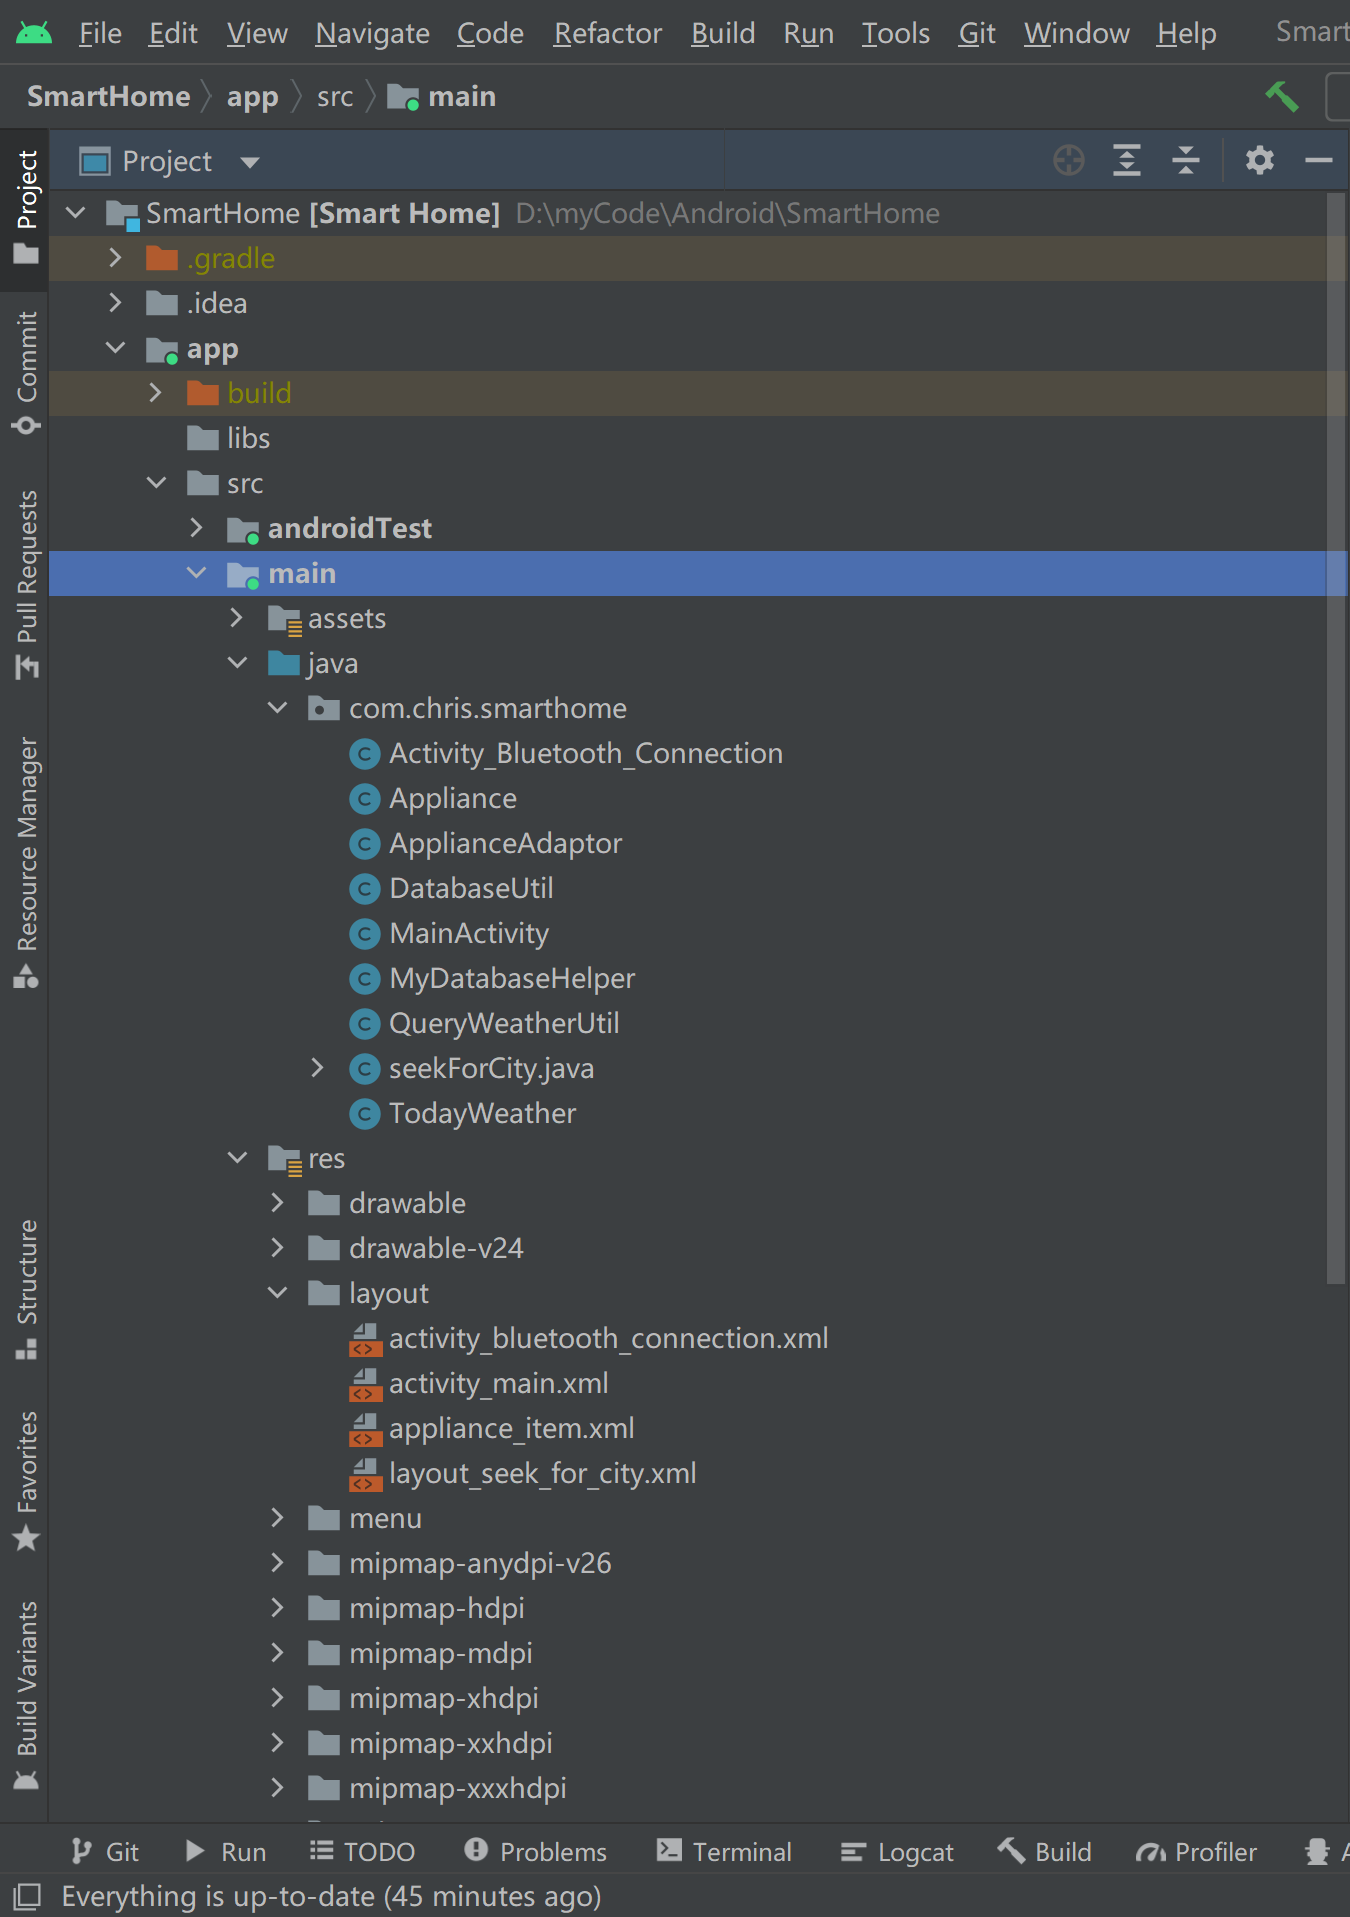 File Edit View Navigate Code Refactor Build Run Tools Git Window Help Smart
SmartHome app src main
Project
SmartHome [Smart Home] D:\myCode\Android\SmartHome
.gradle
.idea
app
build
libs
src
androidTest
main
assets
java
com.chris.smarthome
Activity_Bluetooth_Connection
Appliance
ApplianceAdaptor
DatabaseUtil
MainActivity
MyDatabaseHelper
QueryWeatherUtil
seekForCity.java
TodayWeather
res
drawable
drawable-v24
layout
activity_bluetooth_connection.xml
activity_main.xml
appliance_item.xml
layout_seek_for_city.xml
menu
mipmap-anydpi-v26
mipmap-hdpi
mipmap-mdpi
mipmap-xhdpi
mipmap-xxhdpi
mipmap-xxxhdpi
Project
Commit
Pull Requests
Resource Manager
Structure
Favorites
Build Variants
Git Run TODO Problems Terminal Logcat Build Profiler
Everything is up-to-date (45 minutes ago)